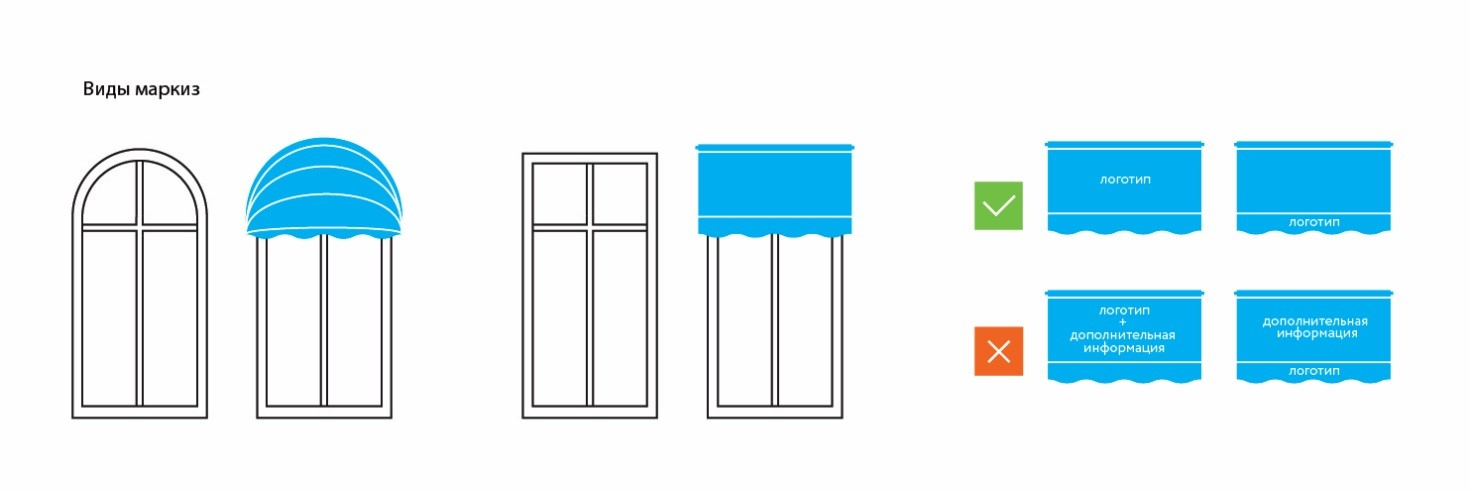 Виды маркиз
логотип
логотип
логотип
+
дополнительная
информация
дополнительная
информация
логотип